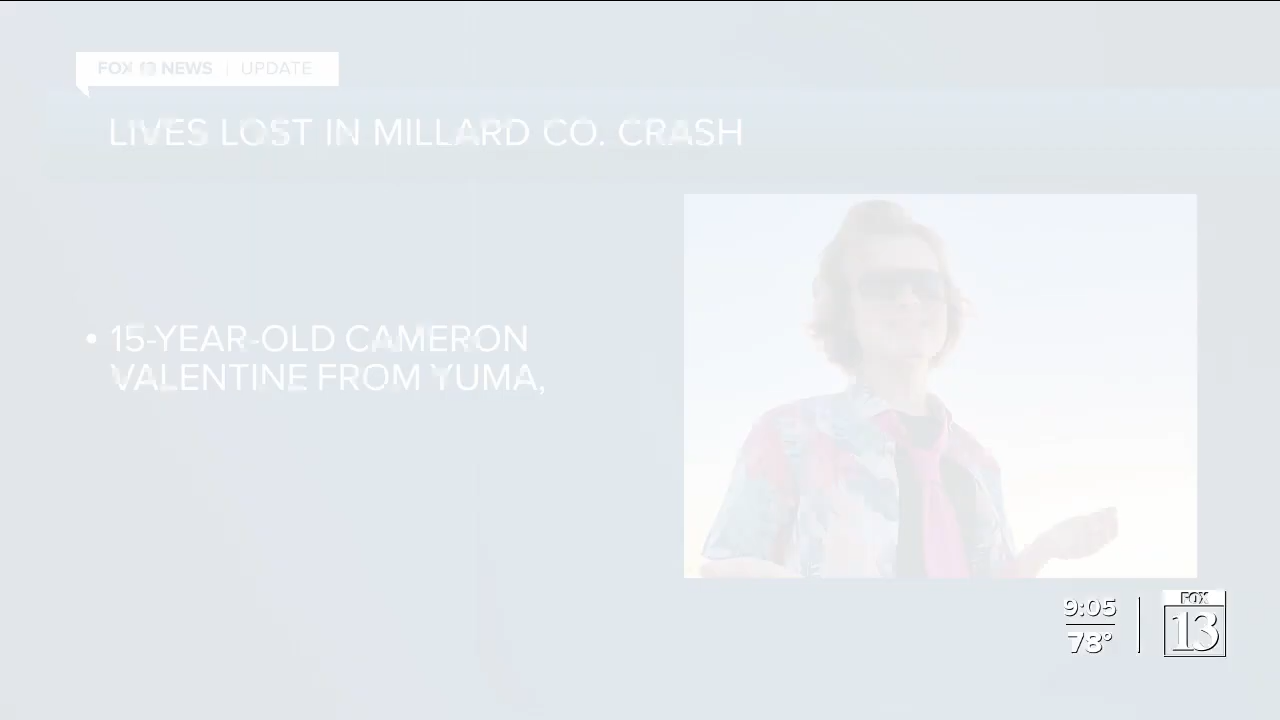 FOX 13 NEWS | UPDATE
LIVES LOST IN MILLARD CO. CRASH
• 15-YEAR-OLD CAMERON
VALENTINE FROM YUMA,
9:05
78°
FOX
13